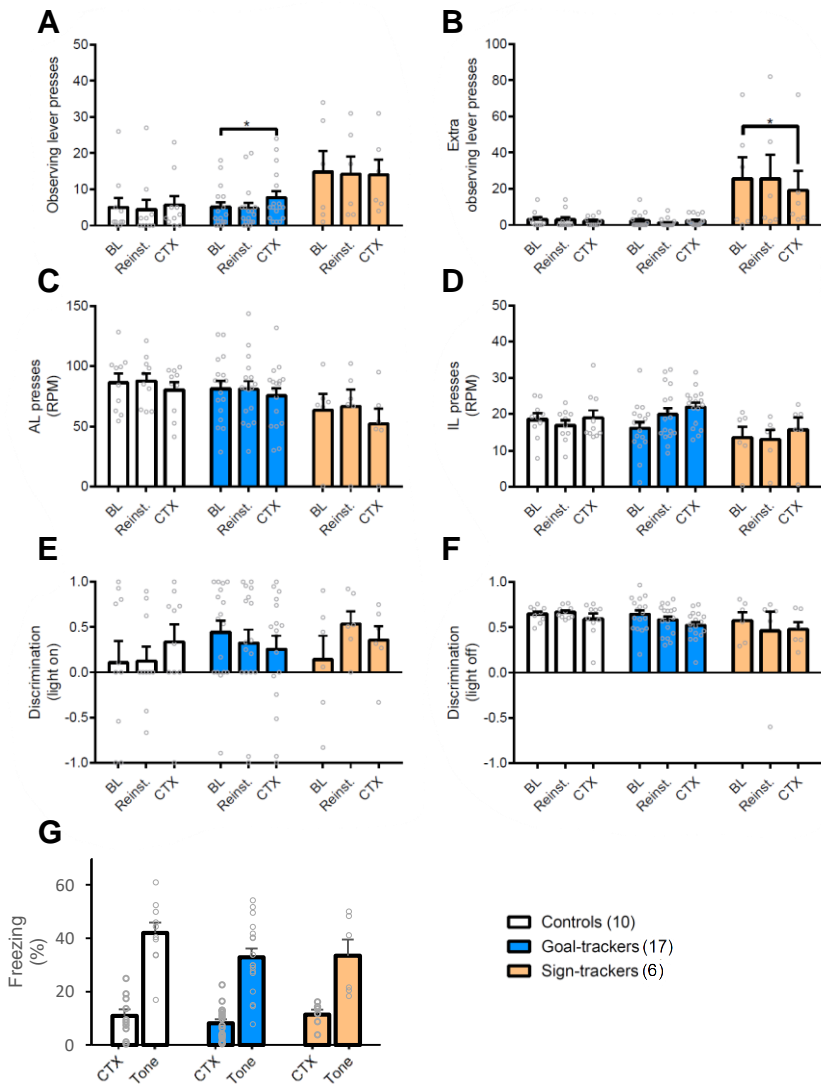 A
Observing lever presses
50
40
30
20
10
0
*
BL
Reinst.
CTX
BL
Reinst.
CTX
BL
Reinst.
CTX
B
Extra
observing lever presses
100
80
60
40
20
0
*
BL
Reinst.
CTX
BL
Reinst.
CTX
BL
Reinst.
CTX
C
AL presses
(RPM)
150
100
50
0
BL
Reinst.
CTX
BL
Reinst.
CTX
BL
Reinst.
CTX
D
IL presses
(RPM)
50
40
30
20
10
0
BL
Reinst.
CTX
BL
Reinst.
CTX
BL
Reinst.
CTX
E
Discrimination
(light on)
1.0
0.5
0.0
-0.5
-1.0
BL
Reinst.
CTX
BL
Reinst.
CTX
BL
Reinst.
CTX
F
Discrimination
(light off)
1.0
0.5
0.0
-0.5
-1.0
BL
Reinst.
CTX
BL
Reinst.
CTX
BL
Reinst.
CTX
G
Freezing
(%)
60
40
20
0
CTX
Tone
CTX
Tone
CTX
Tone
Controls (10)
Goal-trackers (17)
Sign-trackers (6)